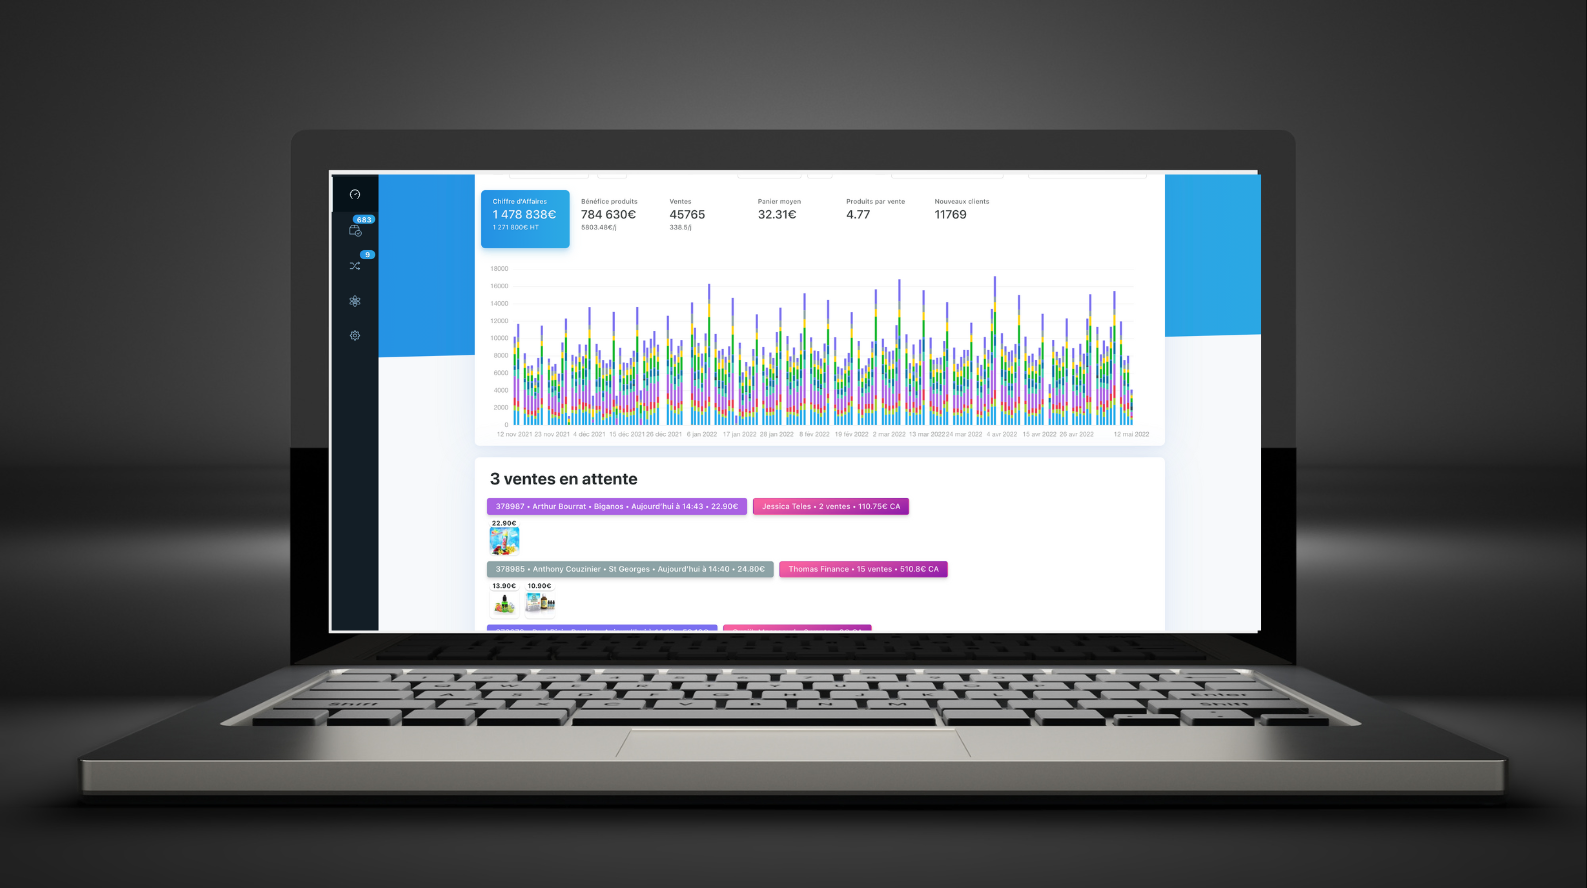 683
9
Chiffre d'Affaires
1 478 838€
1 271 800€ HT
Bénéfice produits
784 630€
5803.48€/j
Ventes
45765
338.5/j
Panier moyen
32.31€
Produits par vente
4.77
Nouveaux clients
11769
18000
16000
14000
12000
10000
8000
6000
4000
2000
0
12 nov 2021 23 nov 2021 4 déc 2021 15 déc 2021 26 déc 2021 6 jan 2022 17 jan 2022 28 jan 2022 8 fév 2022 19 fév 2022 2 mar 2022 13 mar 2022 24 mar 2022 4 avr 2022 15 avr 2022 26 avr 2022 12 mai 2022
3 ventes en attente
378987 • Arthur Bourrat • Biganos • Aujourd'hui à 14:43 • 22.90€
Jessica Teles • 2 ventes • 110.75€ CA
22.90€
378985 • Anthony Couzinier • St Georges • Aujourd'hui à 14:40 • 24.80€
Thomas Finance • 15 ventes • 510.8€ CA
13.90€ 10.90€
Enter
Shift Z X C V B N M Shift